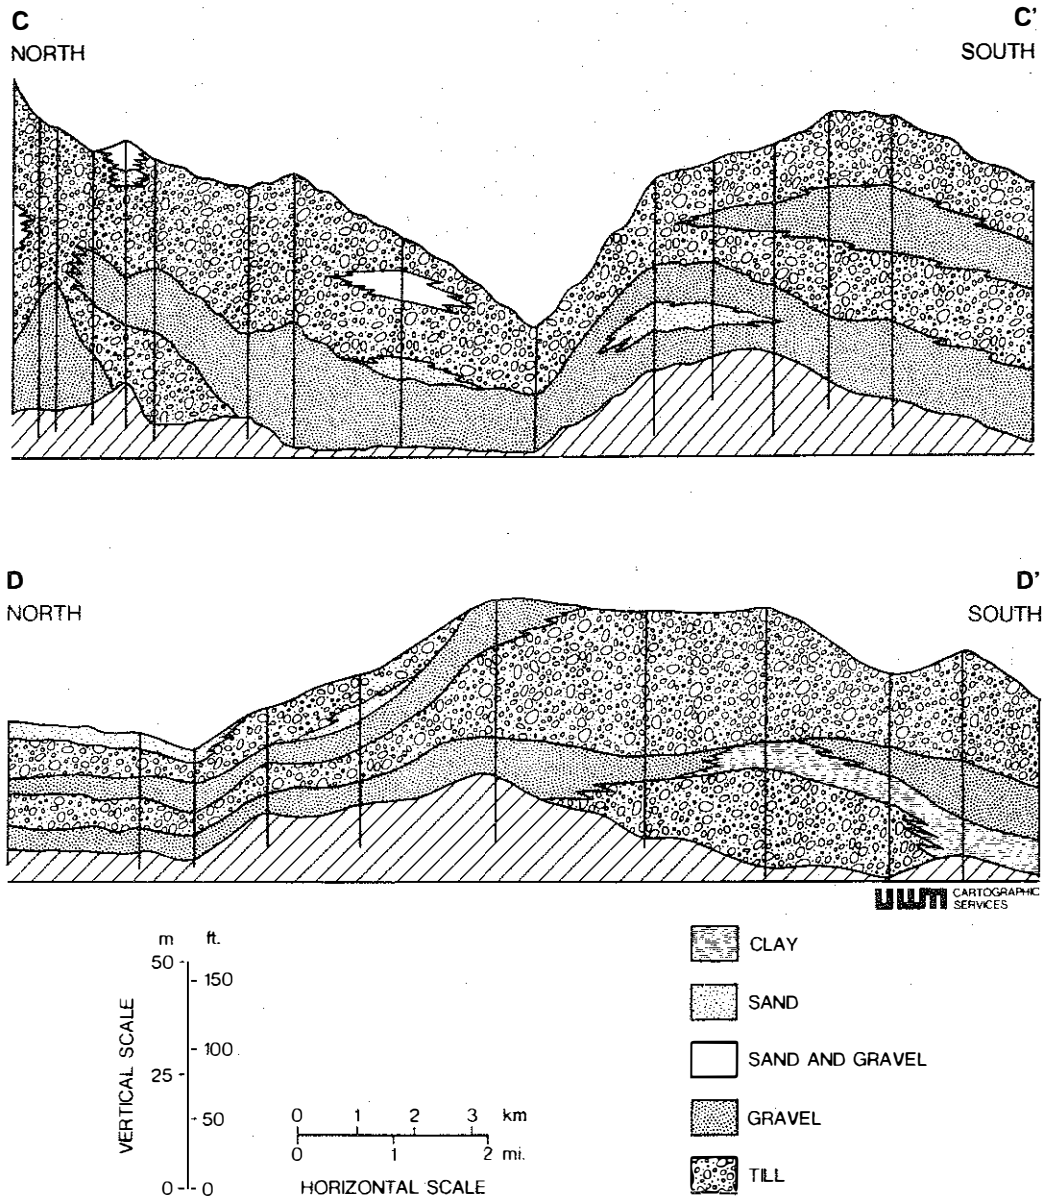 C
C'
NORTH
SOUTH
D
D'
NORTH
SOUTH
uwm CARTOGRAPHIC
SERVICES
m ft.
50
150
100
25
50
0 0
VERTICAL SCALE
0 1 2 3 km
0 1 2 mi.
HORIZONTAL SCALE
CLAY
SAND
SAND AND GRAVEL
GRAVEL
TILL